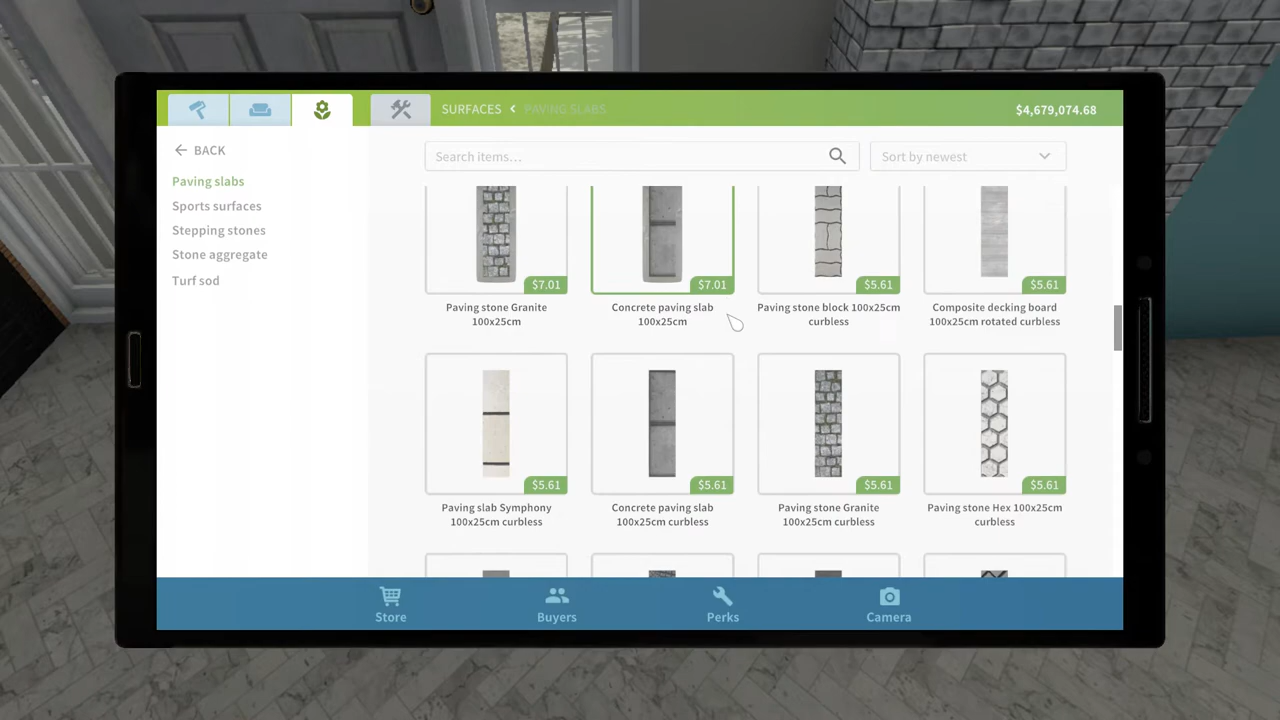 SURFACES
PAVING SLABS
$4,679,074.68
BACK
Search items...
Sort by newest
Paving slabs
Sports surfaces
Stepping stones
Stone aggregate
Turf sod
$7.01
$7.01
$5.61
$5.61
Paving stone Granite
100x25cm
Concrete paving slab
100x25cm
Paving stone block 100x25cm
curbless
Composite decking board
100x25cm rotated curbless
$5.61
$5.61
$5.61
$5.61
Paving slab Symphony
100x25cm curbless
Concrete paving slab
100x25cm curbless
Paving stone Granite
100x25cm curbless
Paving stone Hex 100x25cm
curbless
Store
Buyers
Perks
Camera